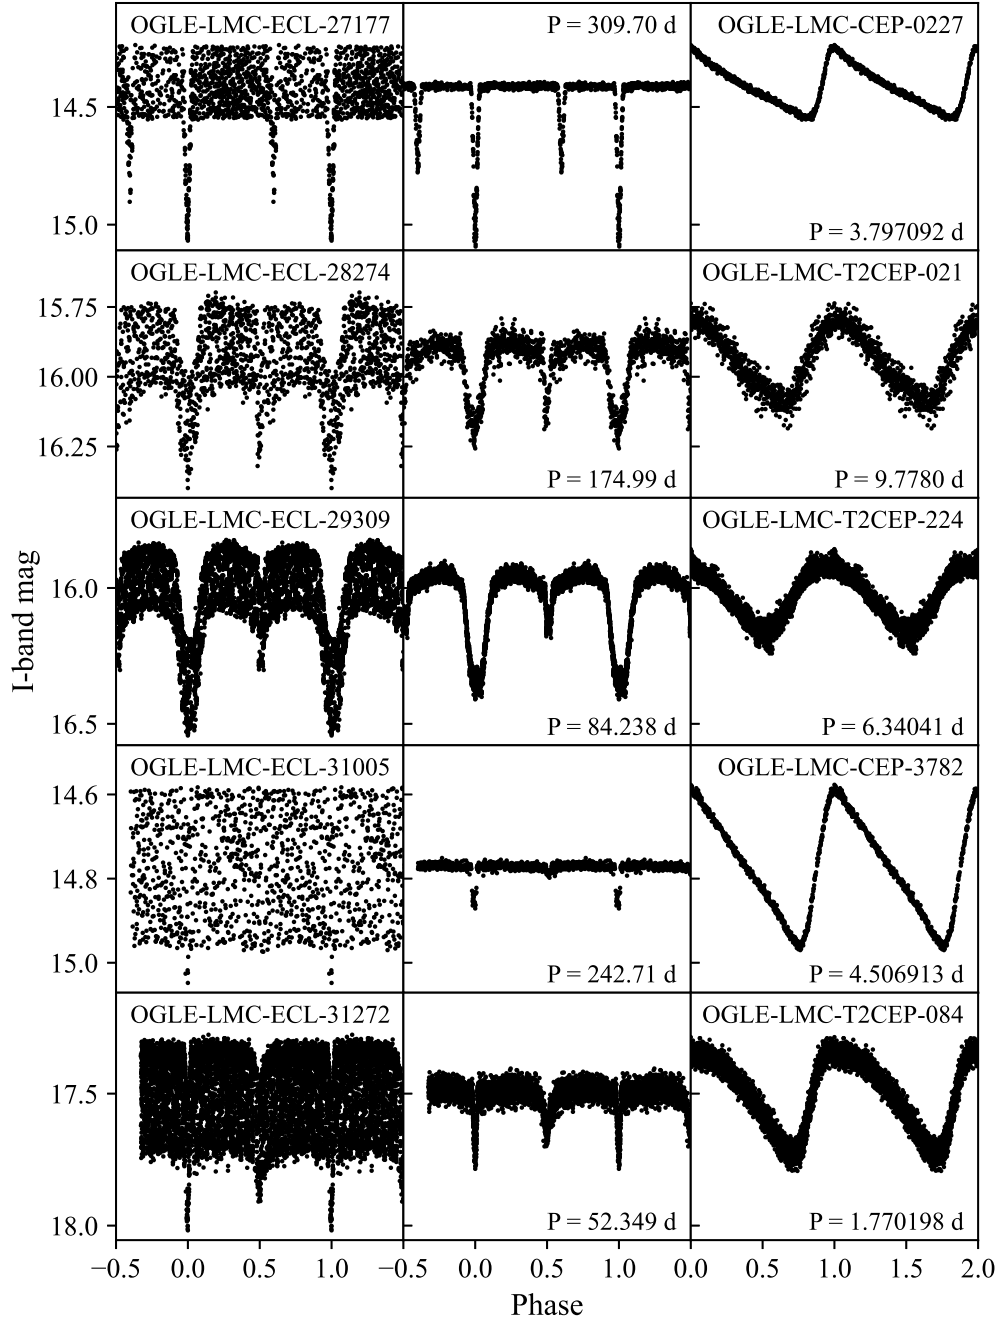 OGLE-LMC-ECL-27177
P = 309.70 d
OGLE-LMC-CEP-0227
14.5
15.0
P = 3.797092 d
OGLE-LMC-ECL-28274
OGLE-LMC-T2CEP-021
15.75
16.00
16.25
P = 174.99 d
P = 9.7780 d
OGLE-LMC-ECL-29309
OGLE-LMC-T2CEP-224
I-band mag
16.0
16.5
P = 84.238 d
P = 6.34041 d
OGLE-LMC-ECL-31005
OGLE-LMC-CEP-3782
14.6
14.8
15.0
P = 242.71 d
P = 4.506913 d
OGLE-LMC-ECL-31272
OGLE-LMC-T2CEP-084
17.5
18.0
P = 52.349 d
P = 1.770198 d
−0.5 0.0 0.5 1.0 −0.5 0.0 0.5 1.0 0.0 0.5 1.0 1.5 2.0
Phase